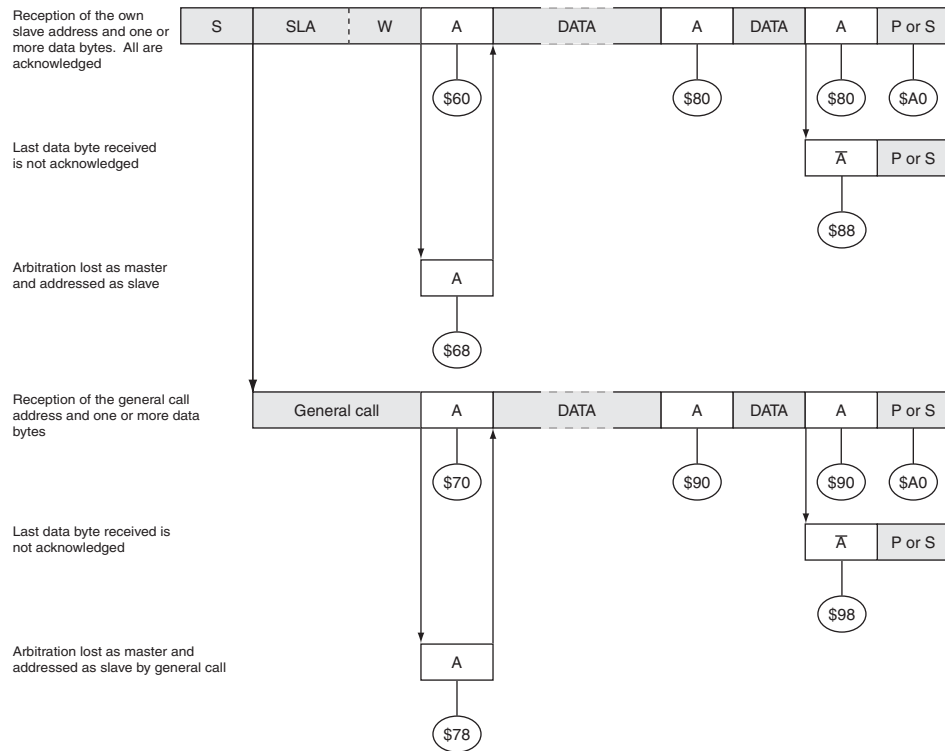 Reception of the own
slave address and one or
more data bytes.  All are
acknowledged
S SLA W A DATA A DATA A P or S
$60 $80 $80 $A0
Last data byte received
is not acknowledged
A̅ P or S
$88
Arbitration lost as master
and addressed as slave
A
$68
Reception of the general call
address and one or more data
bytes
General call A DATA A DATA A P or S
$70 $90 $90 $A0
Last data byte received is
not acknowledged
A̅ P or S
$98
Arbitration lost as master and
addressed as slave by general call
A
$78